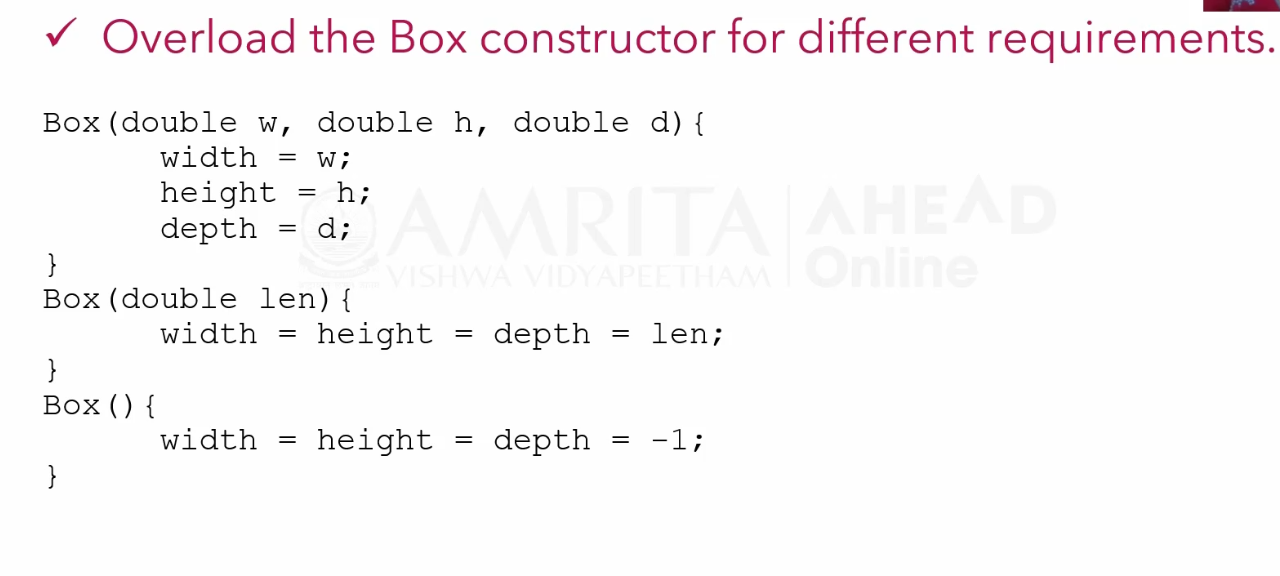 ✓ Overload the Box constructor for different requirements.
Box(double w, double h, double d){
width = w;
height = h;
depth = d;
}
Box(double len){
width = height = depth = len;
}
Box(){
width = height = depth = -1;
}
AMRITA
VISHWA VIDYAPEETHAM
AHEAD
Online